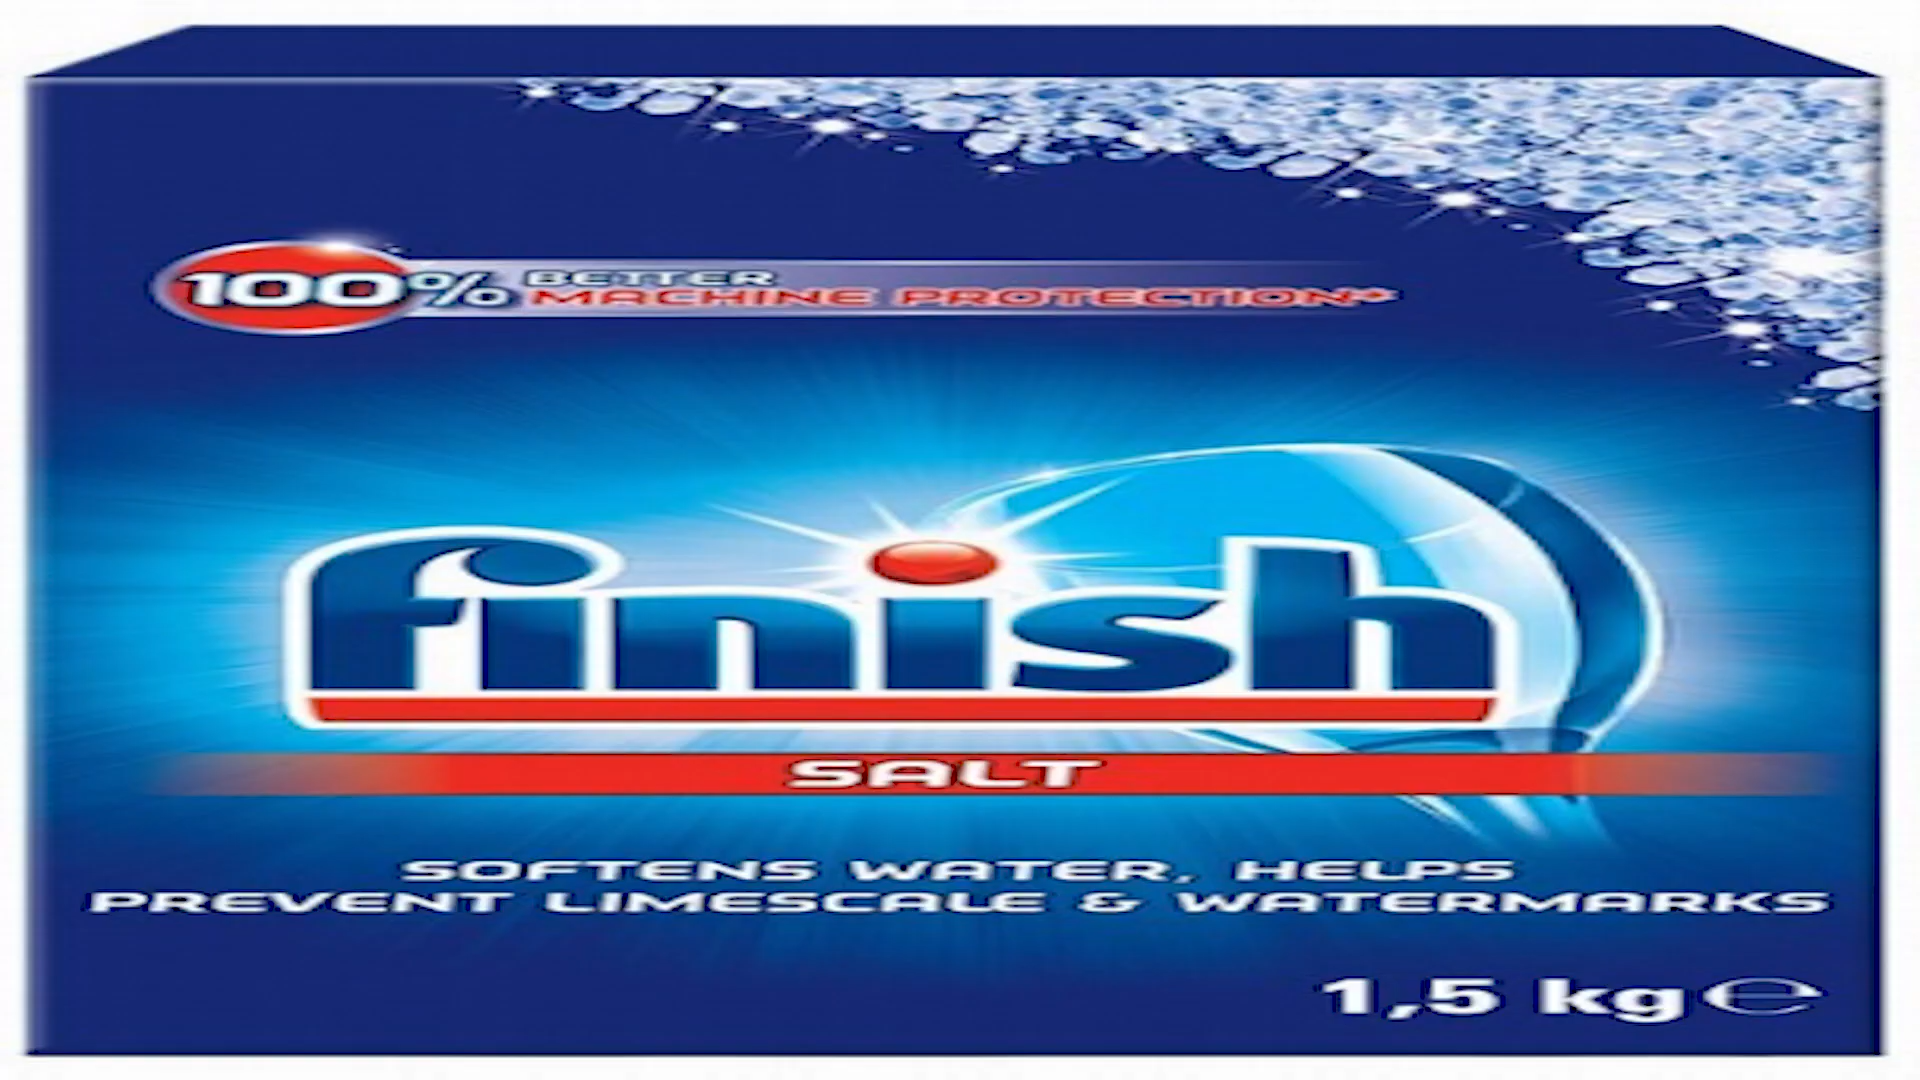 100% BETTER
MACHINE PROTECTION*
finish
SALT
SOFTENS WATER, HELPS
PREVENT LIMESCALE & WATERMARKS
1,5 kg ℮